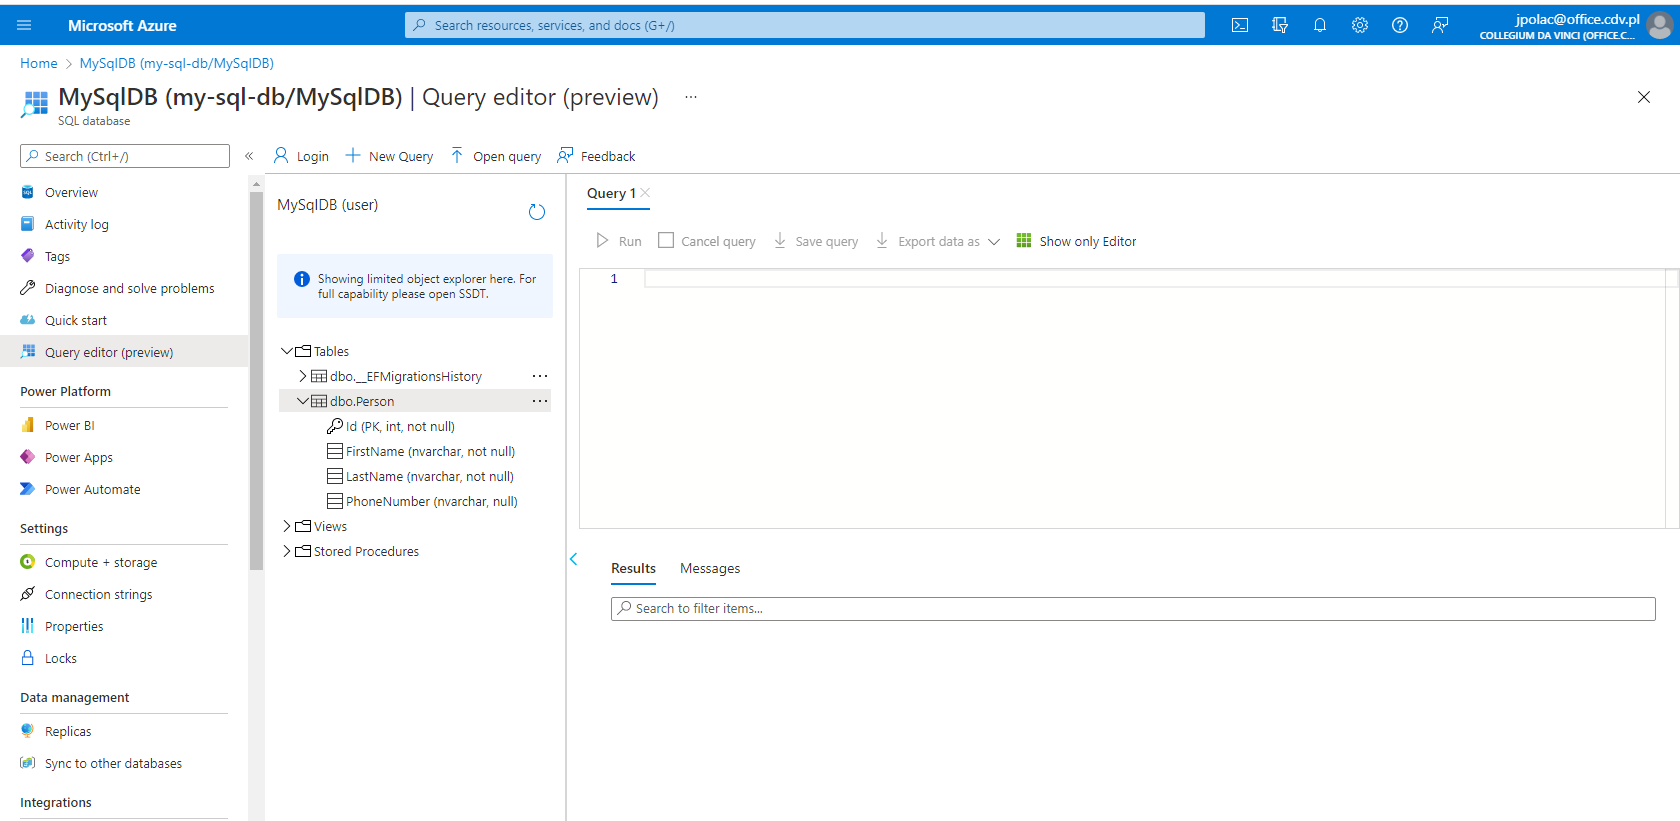 Microsoft Azure
Search resources, services, and docs (G+/)
jpolac@office.cdv.pl
COLLEGIUM DA VINCI (OFFICE.C...
Home > MySqlDB (my-sql-db/MySqlDB)
MySqlDB (my-sql-db/MySqlDB) | Query editor (preview) ...
SQL database
Search (Ctrl+/)
«
Overview
Activity log
Tags
Diagnose and solve problems
Quick start
Query editor (preview)
Power Platform
Power BI
Power Apps
Power Automate
Settings
Compute + storage
Connection strings
Properties
Locks
Data management
Replicas
Sync to other databases
Integrations
Login
New Query
Open query
Feedback
MySqlDB (user)
Showing limited object explorer here. For
full capability please open SSDT.
Tables
dbo.__EFMigrationsHistory ...
dbo.Person ...
Id (PK, int, not null)
FirstName (nvarchar, not null)
LastName (nvarchar, not null)
PhoneNumber (nvarchar, null)
Views
Stored Procedures
Query 1
Run
Cancel query
Save query
Export data as
Show only Editor
1
Results
Messages
Search to filter items...